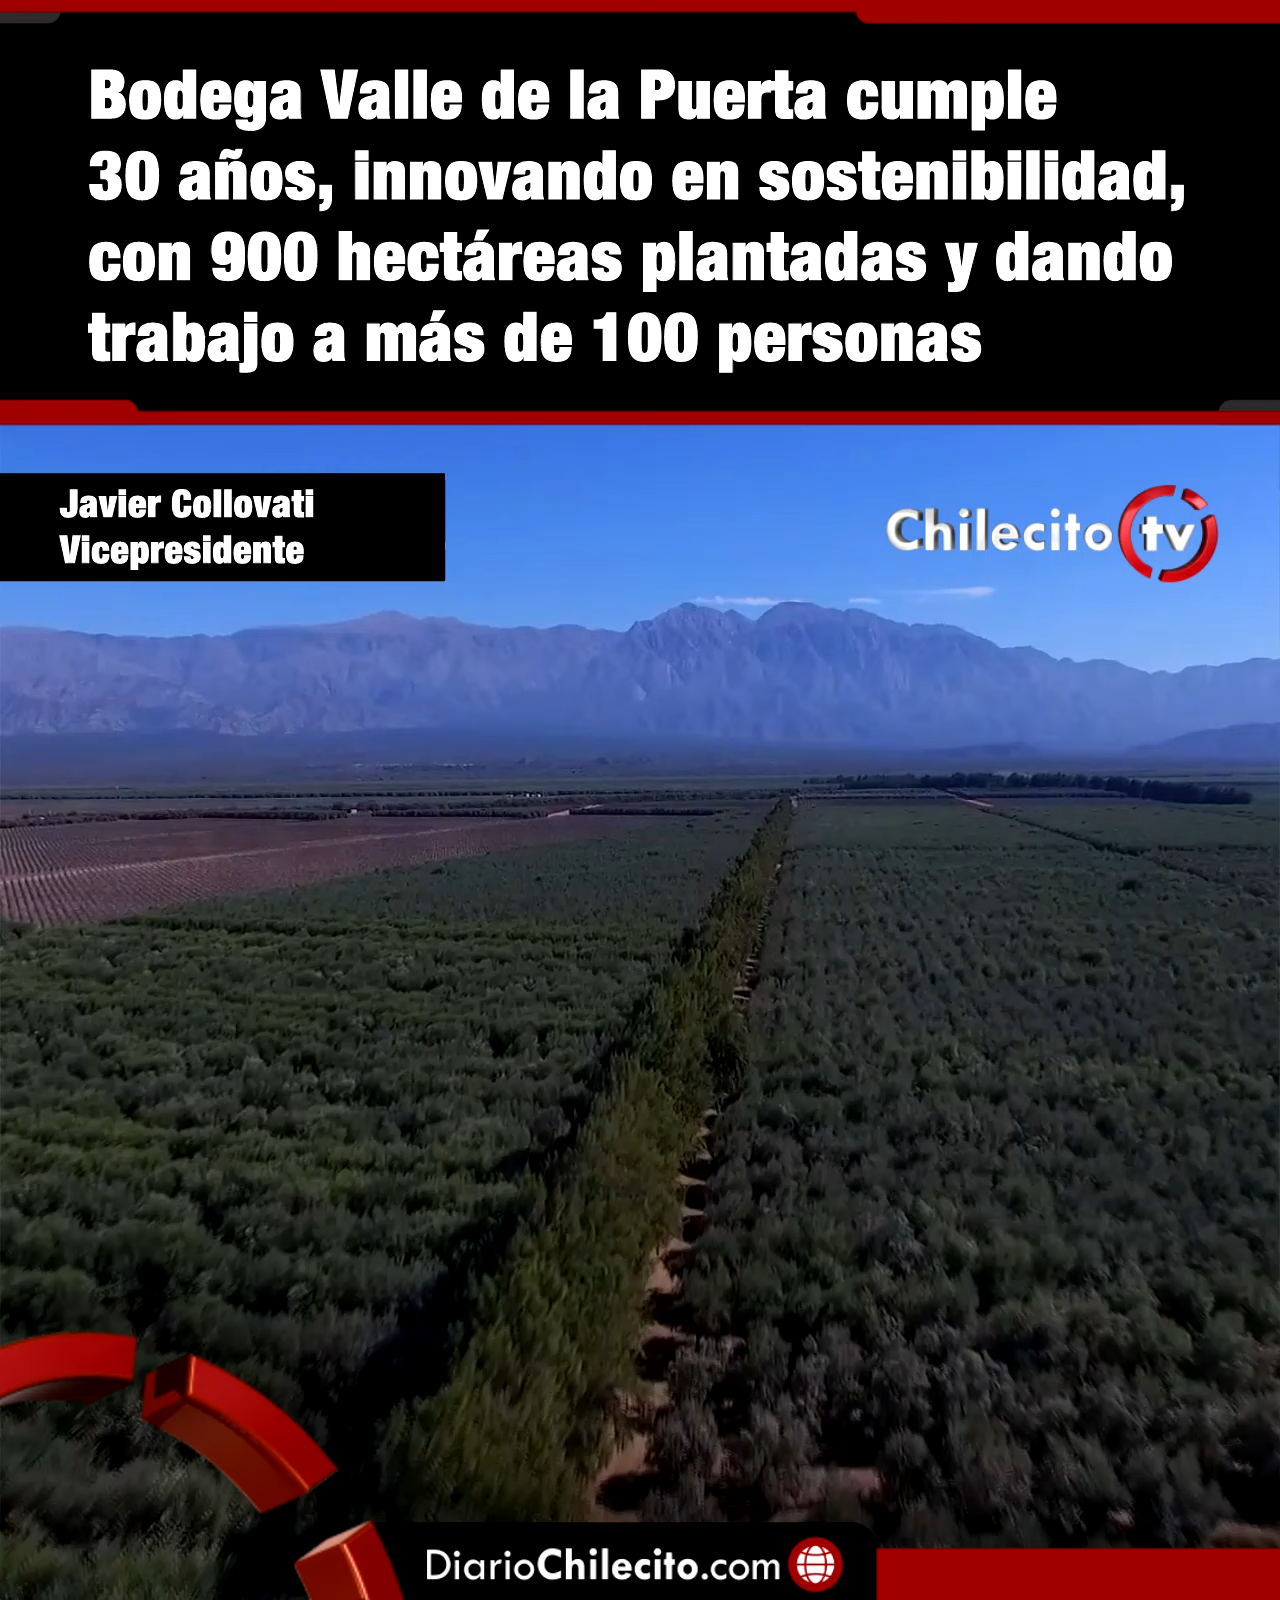 Bodega Valle de la Puerta cumple
30 años, innovando en sostenibilidad,
con 900 hectáreas plantadas y dando
trabajo a más de 100 personas
Javier Collovati
Vicepresidente
Chilecito tv
DiarioChilecito.com